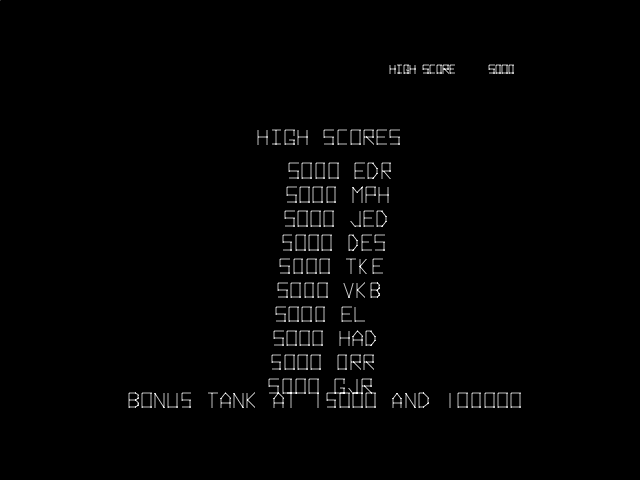 HIGH SCORE 5000
HIGH SCORES
5000 EDR
5000 MPH
5000 JED
5000 DES
5000 TKE
5000 VKB
5000 EL
5000 HAD
5000 ORR
5000 GJR
BONUS TANK AT 15000 AND 100000